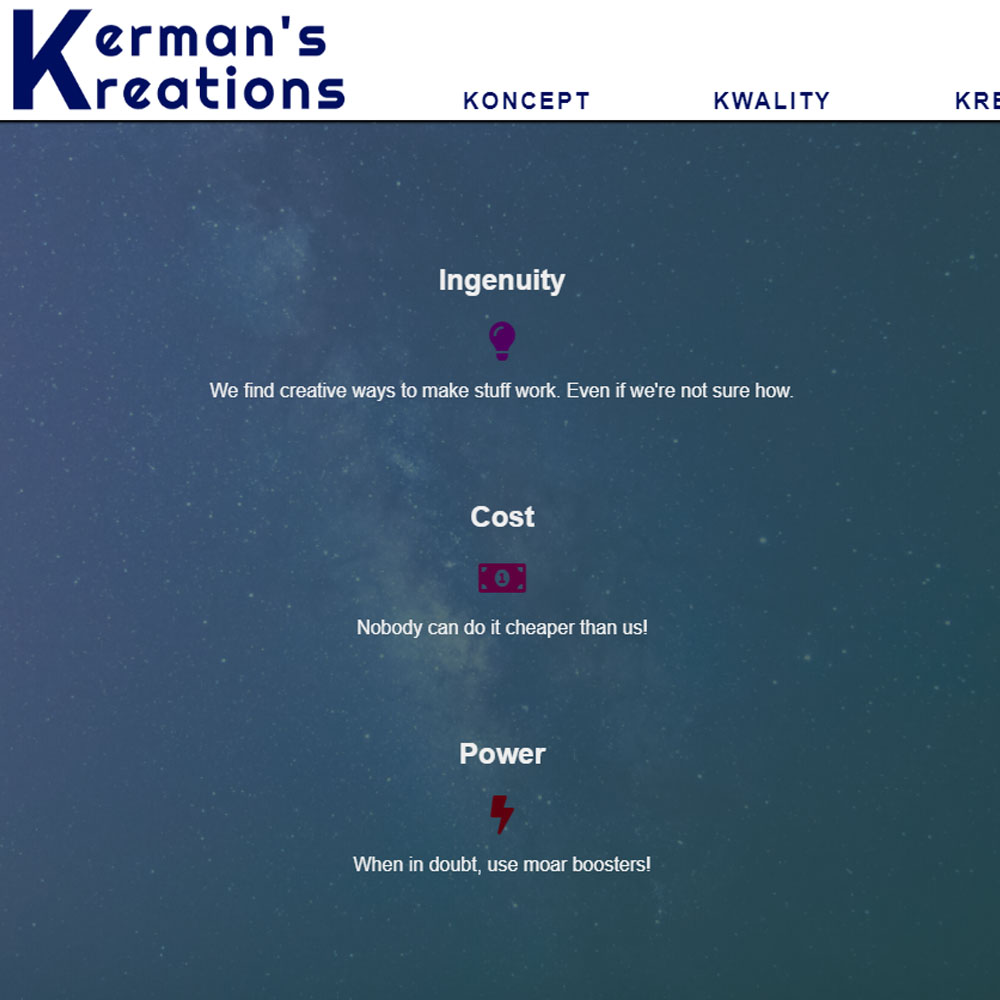 Kerman's
Kreations
KONCEPT KWALITY KRE
Ingenuity
We find creative ways to make stuff work. Even if we're not sure how.
Cost
1
Nobody can do it cheaper than us!
Power
When in doubt, use moar boosters!